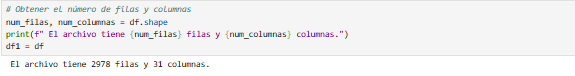 # Obtener el número de filas y columnas
num_filas, num_columnas = df.shape
print(f" El archivo tiene {num_filas} filas y {num_columnas} columnas.")
df1 = df
El archivo tiene 2978 filas y 31 columnas.